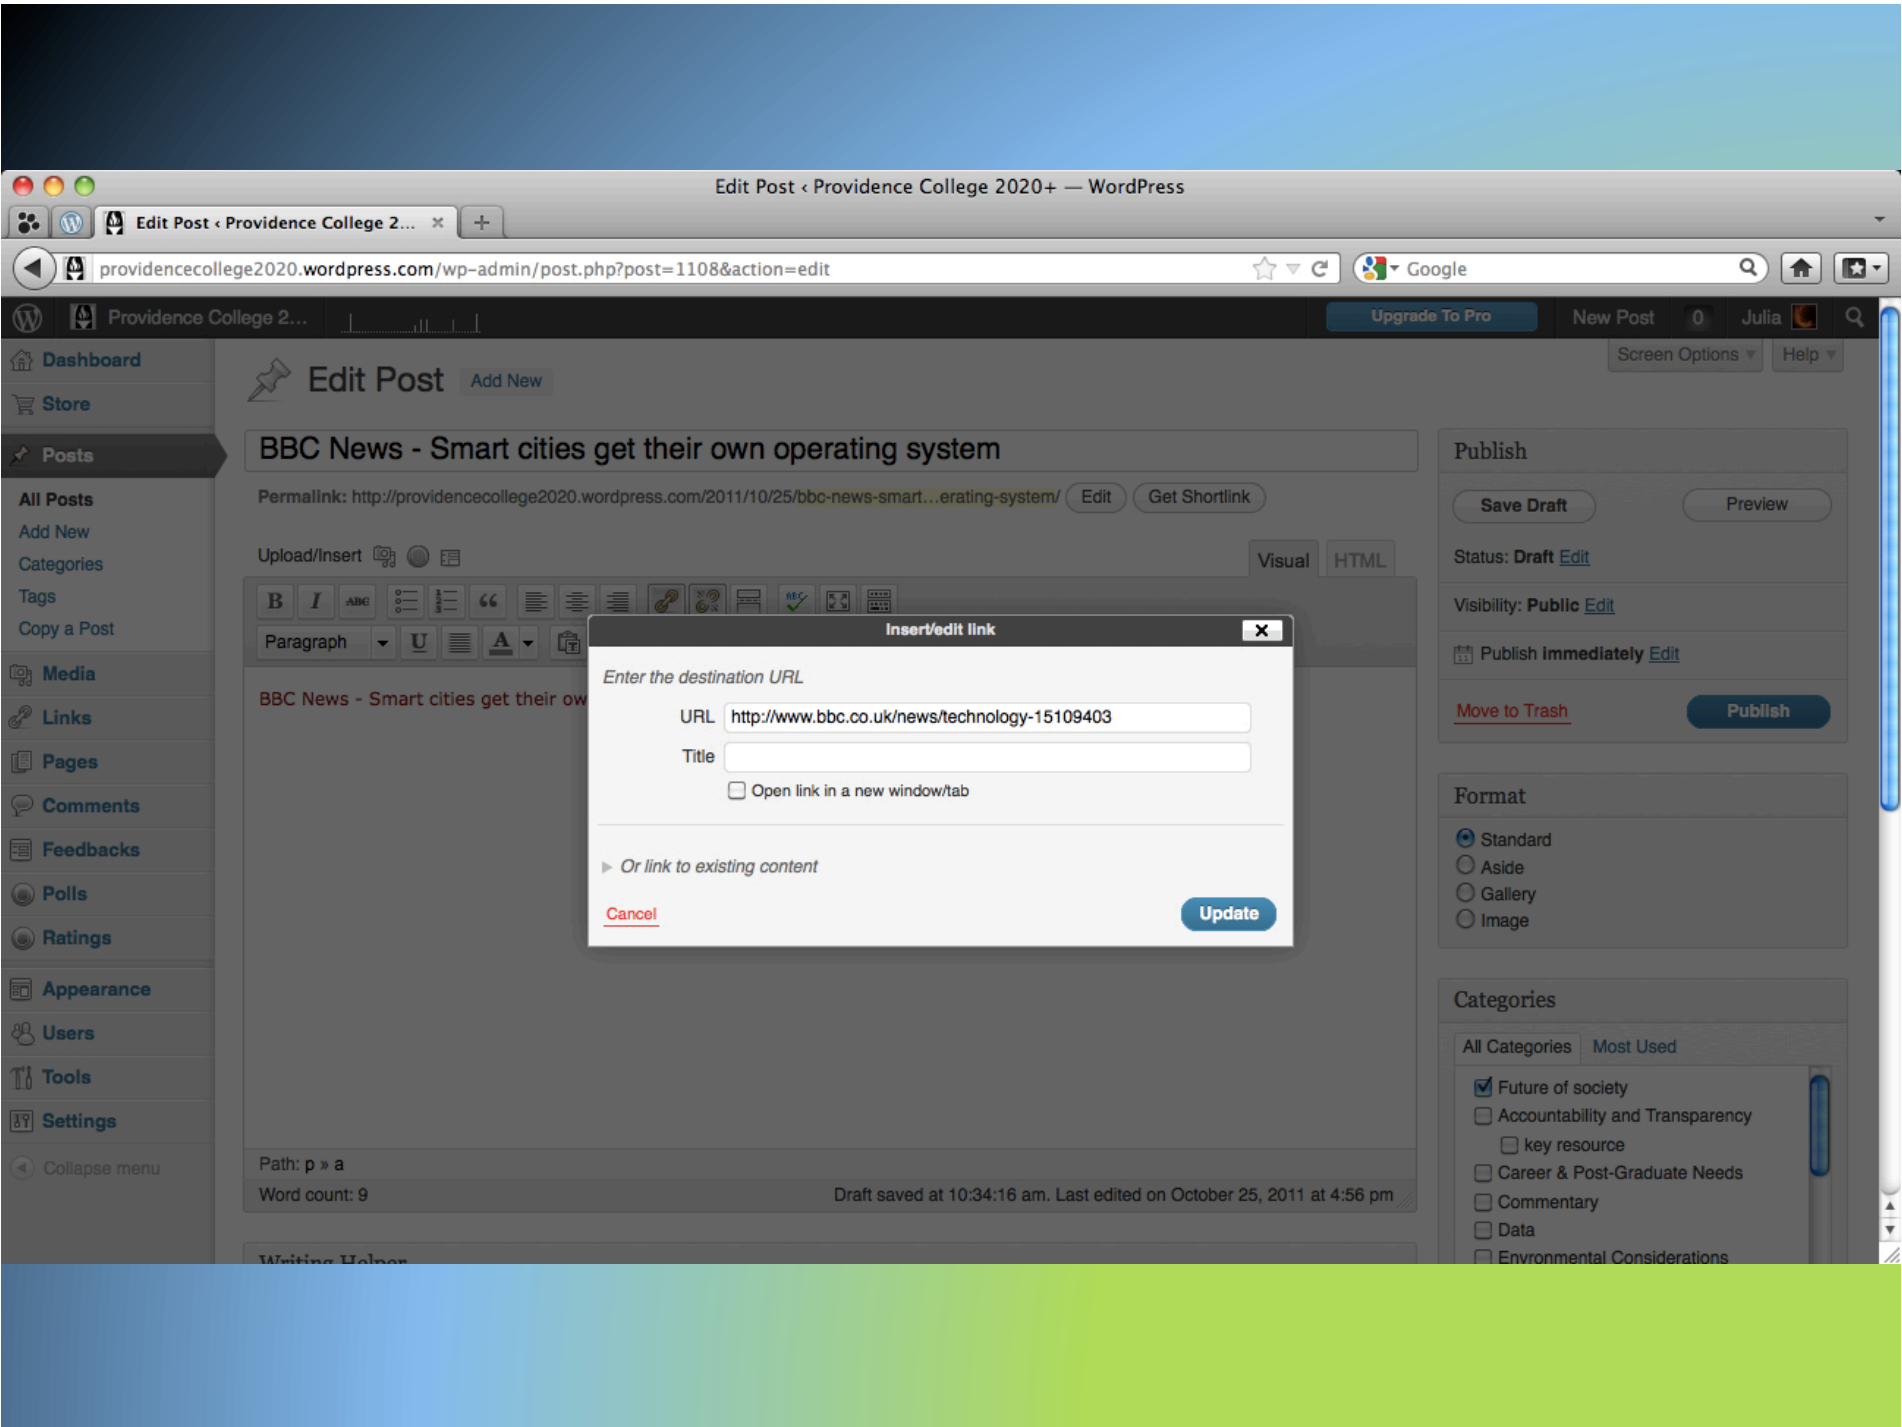 Edit Post ‹ Providence College 2020+ — WordPress
Edit Post ‹ Providence College 2...
providencecollege2020.wordpress.com/wp-admin/post.php?post=1108&action=edit
Google
Providence College 2...
Upgrade To Pro
New Post
0
Julia
Dashboard
Store
Posts
All Posts
Add New
Categories
Tags
Copy a Post
Media
Links
Pages
Comments
Feedbacks
Polls
Ratings
Appearance
Users
Tools
Settings
Collapse menu
Screen Options
Help
Edit Post
Add New
BBC News - Smart cities get their own operating system
Permalink: http://providencecollege2020.wordpress.com/2011/10/25/bbc-news-smart…erating-system/
Edit
Get Shortlink
Upload/Insert
Visual
HTML
B
I
ABC
ABC
Paragraph
U
A
BBC News - Smart cities get their ow
Insert/edit link
Enter the destination URL
URL
http://www.bbc.co.uk/news/technology-15109403
Title
Open link in a new window/tab
Or link to existing content
Cancel
Update
Path: p » a
Word count: 9
Draft saved at 10:34:16 am. Last edited on October 25, 2011 at 4:56 pm
Writing Helper
Publish
Save Draft
Preview
Status: Draft Edit
Visibility: Public Edit
Publish immediately Edit
Move to Trash
Publish
Format
Standard
Aside
Gallery
Image
Categories
All Categories
Most Used
Future of society
Accountability and Transparency
key resource
Career & Post-Graduate Needs
Commentary
Data
Envronmental Considerations